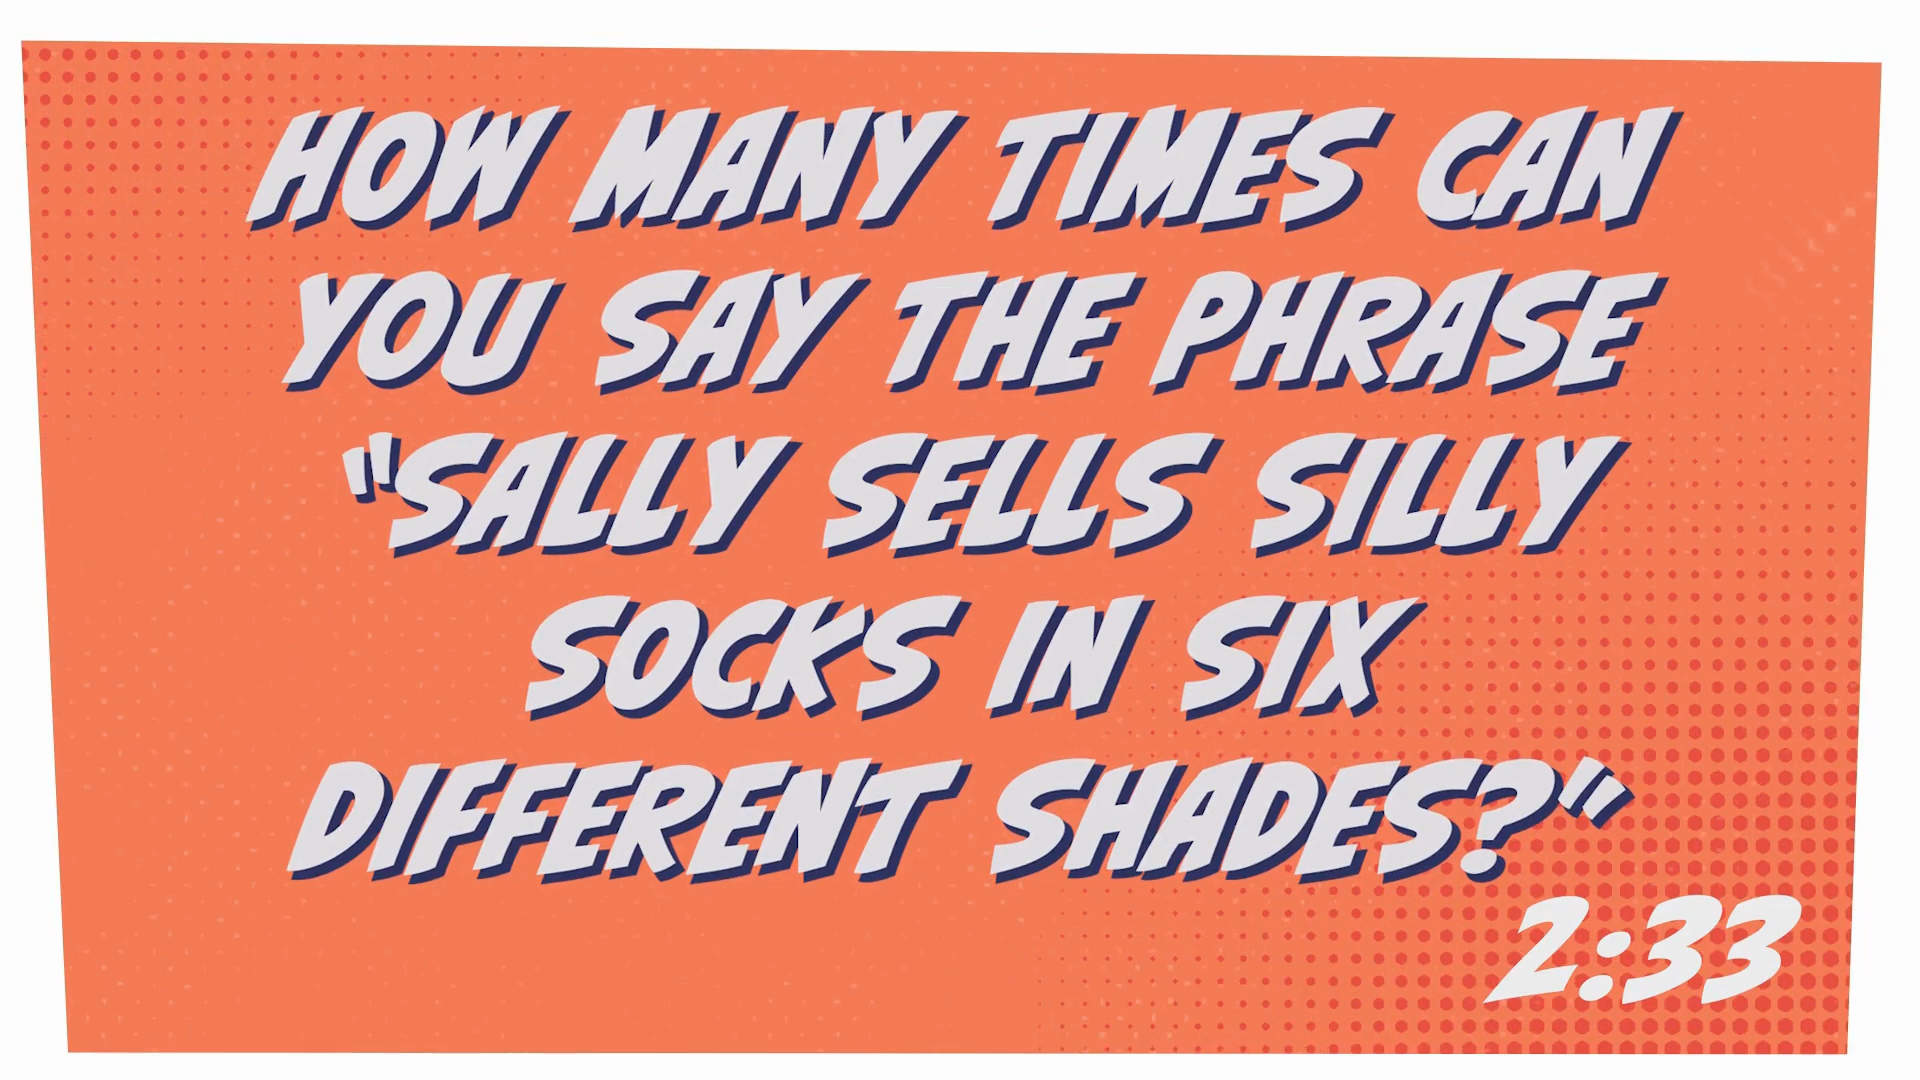 HOW MANY TIMES CAN
YOU SAY THE PHRASE
"SALLY SELLS SILLY
SOCKS IN SIX
DIFFERENT SHADES?"
2:33